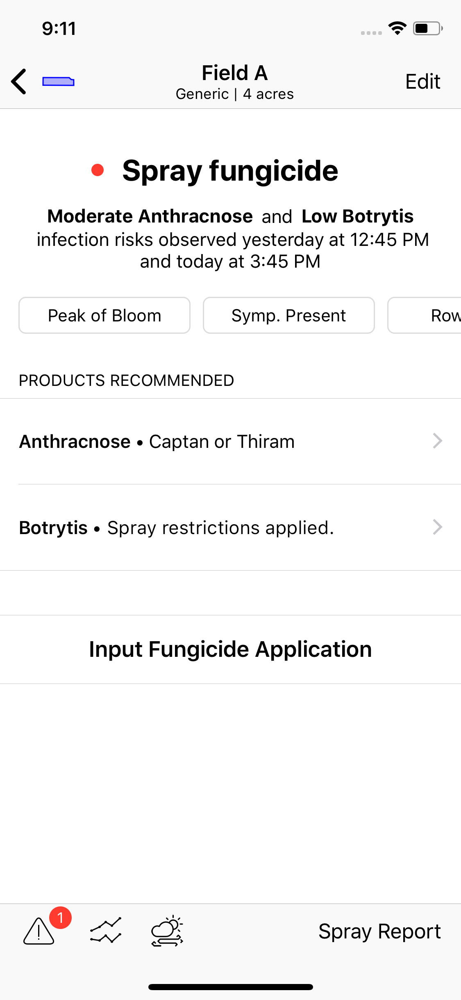 9:11
Field A
Generic | 4 acres
Edit
Spray fungicide
Moderate Anthracnose and Low Botrytis
infection risks observed yesterday at 12:45 PM
and today at 3:45 PM
Peak of Bloom
Symp. Present
Row
PRODUCTS RECOMMENDED
Anthracnose • Captan or Thiram
Botrytis • Spray restrictions applied.
Input Fungicide Application
1
Spray Report